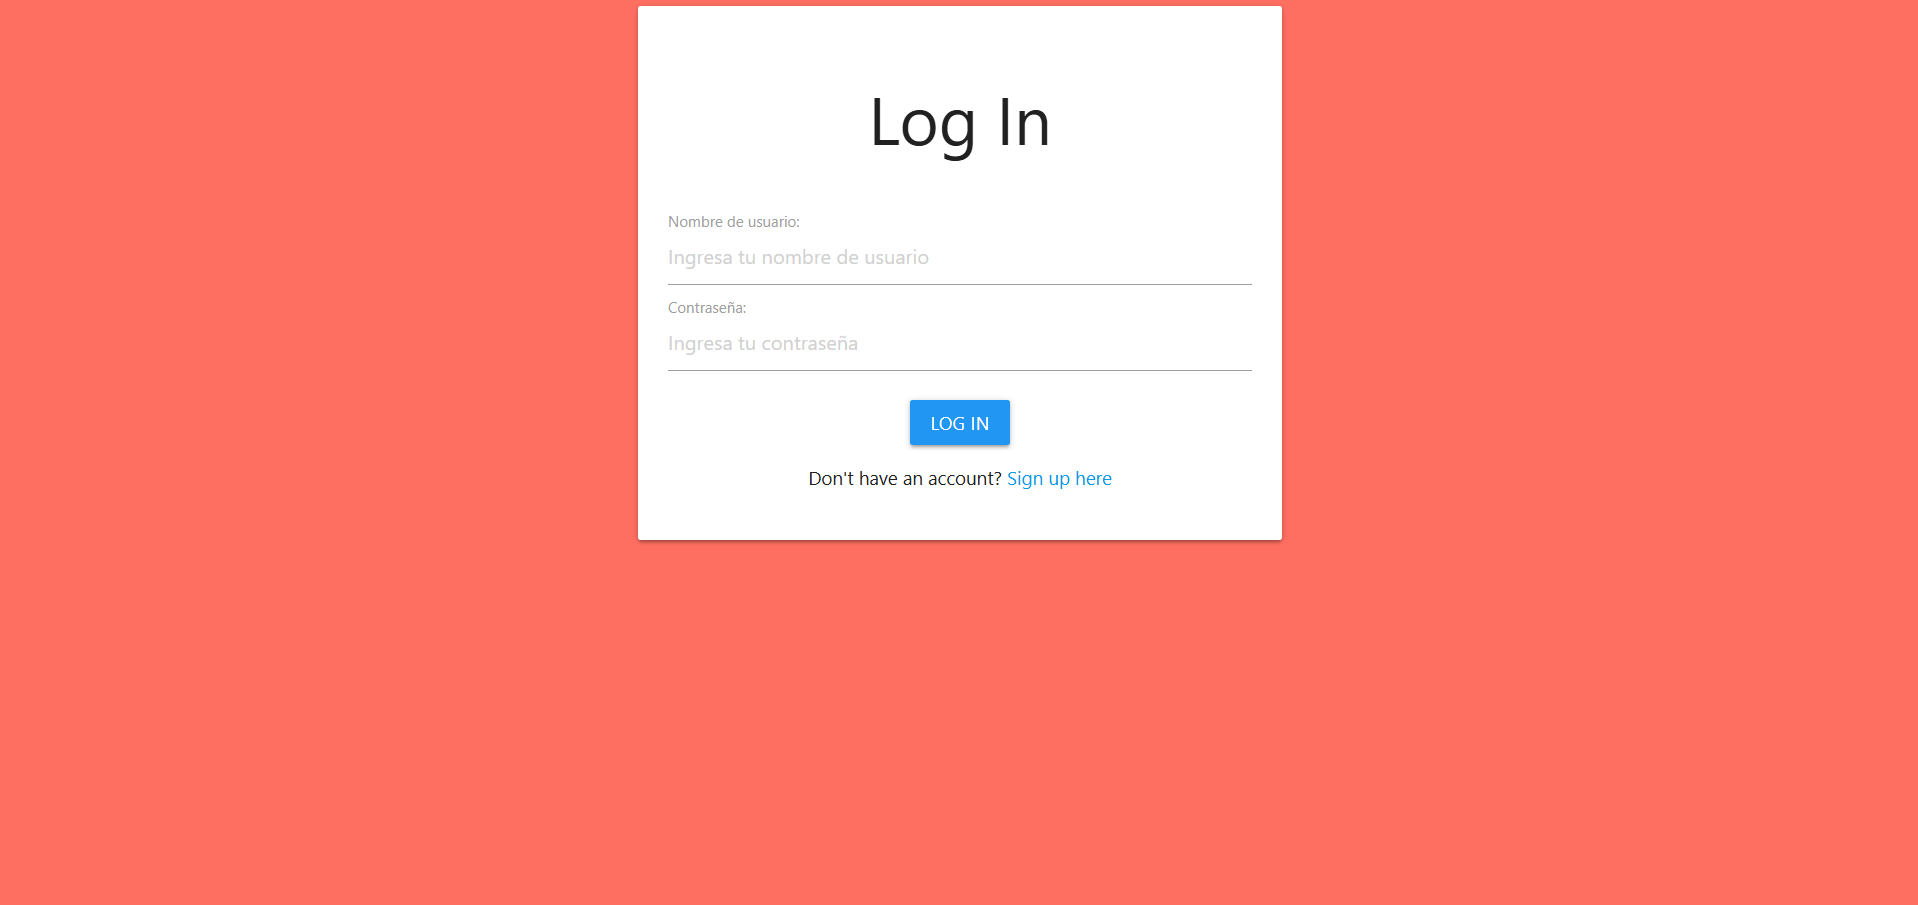 Log In
Nombre de usuario:
Ingresa tu nombre de usuario
Contraseña:
Ingresa tu contraseña
LOG IN
Don't have an account? Sign up here